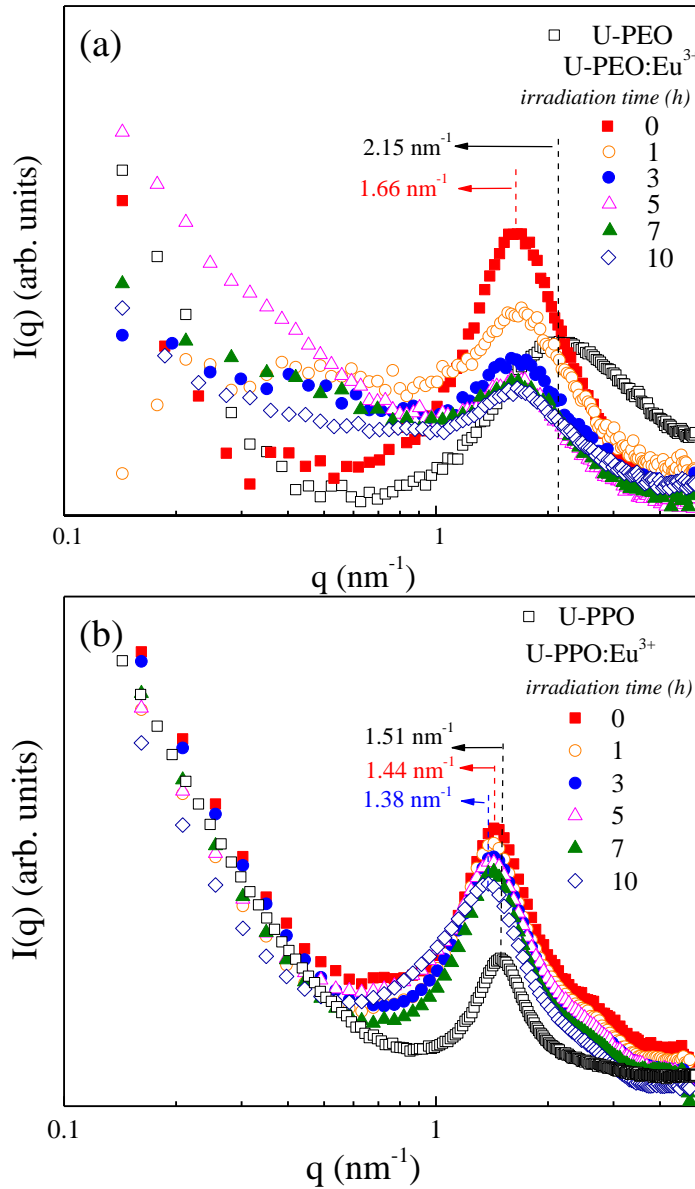 (a)
U-PEO
U-PEO:Eu³⁺
irradiation time (h)
0
1
3
5
7
10
2.15 nm⁻¹
1.66 nm⁻¹
I(q) (arb. units)
0.1
1
q (nm⁻¹)
(b)
U-PPO
U-PPO:Eu³⁺
irradiation time (h)
0
1
3
5
7
10
1.51 nm⁻¹
1.44 nm⁻¹
1.38 nm⁻¹
I(q) (arb. units)
0.1
1
q (nm⁻¹)